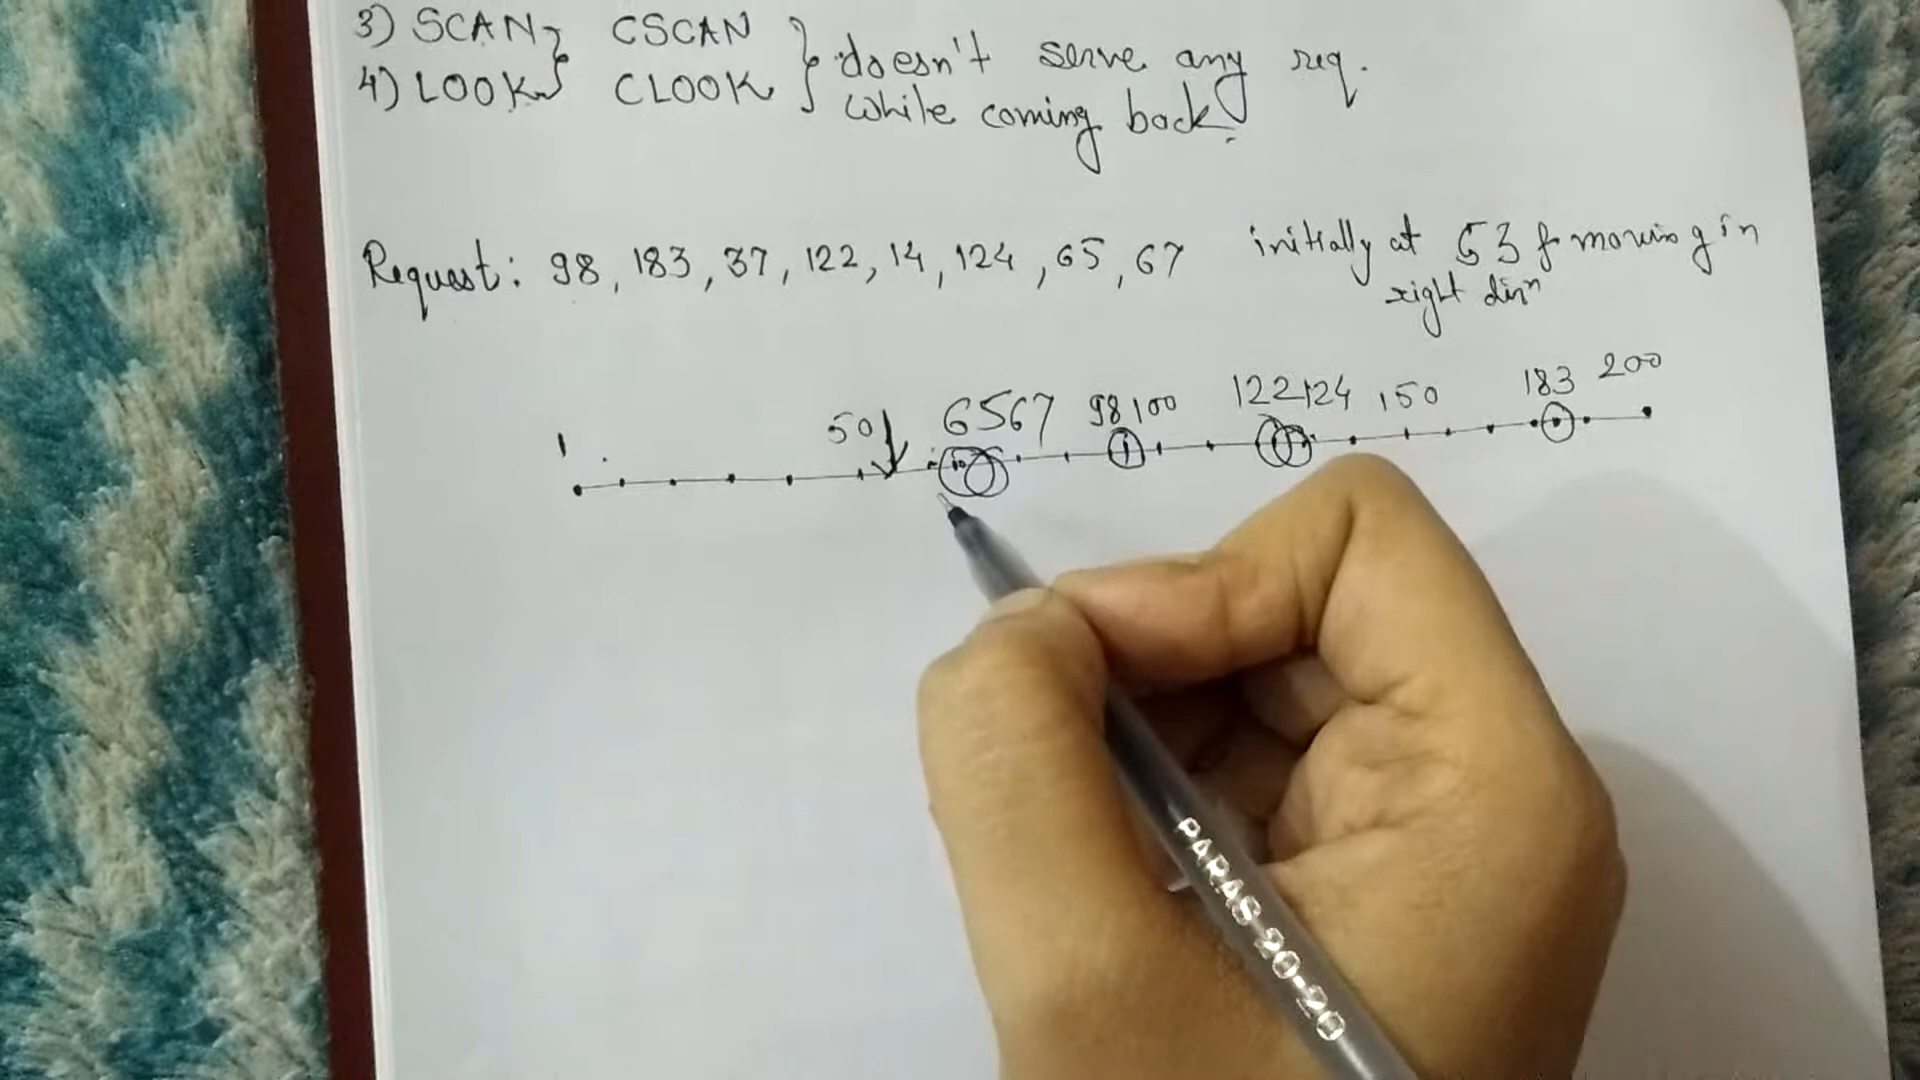 3) SCAN } CSCAN } doesn't serve any req.
4) LOOK } CLOOK } while coming back.
Request: 98, 183, 37, 122, 14, 124, 65, 67 initially at 53 & moving in
right dirn
50 65 67 98 100 122 124 150 183 200
PARAS-20-20